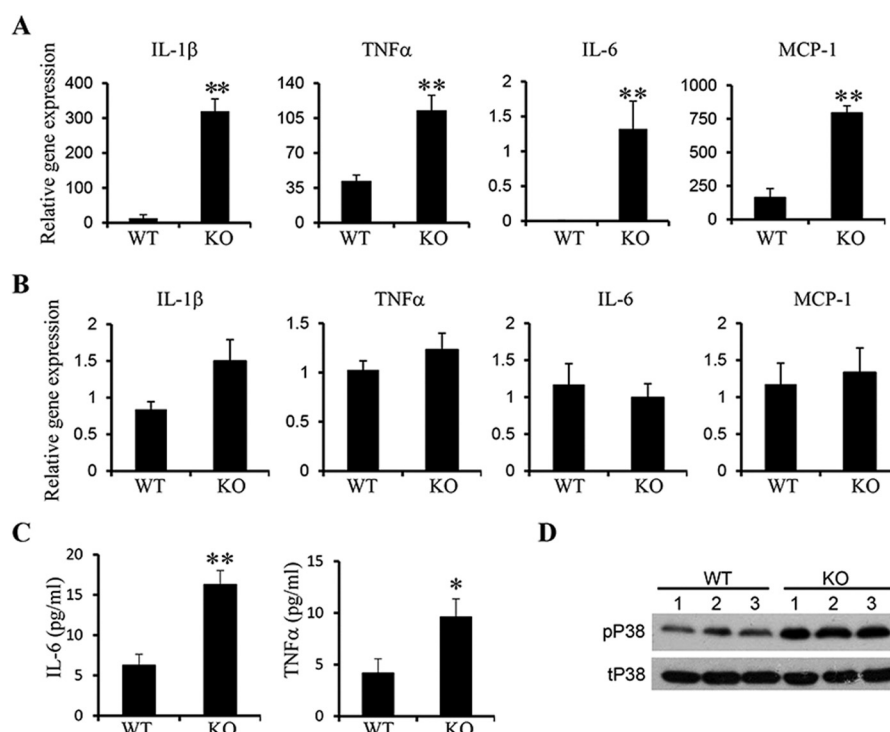 A
IL-1β TNFα IL-6 MCP-1
Relative gene expression
400
300
200
100
0
WT KO
**
140
105
70
35
0
WT KO
**
2
1.5
1
0.5
0
WT KO
**
1000
750
500
250
0
WT KO
**
B
IL-1β TNFα IL-6 MCP-1
Relative gene expression
2
1.5
1
0.5
0
WT KO
1.5
1
0.5
0
WT KO
2
1.5
1
0.5
0
WT KO
2
1.5
1
0.5
0
WT KO
C
IL-6 (pg/ml)
20
15
10
5
0
WT KO
**
TNFα (pg/ml)
15
10
5
0
WT KO
*
D
WT KO
1 2 3 1 2 3
pP38
tP38